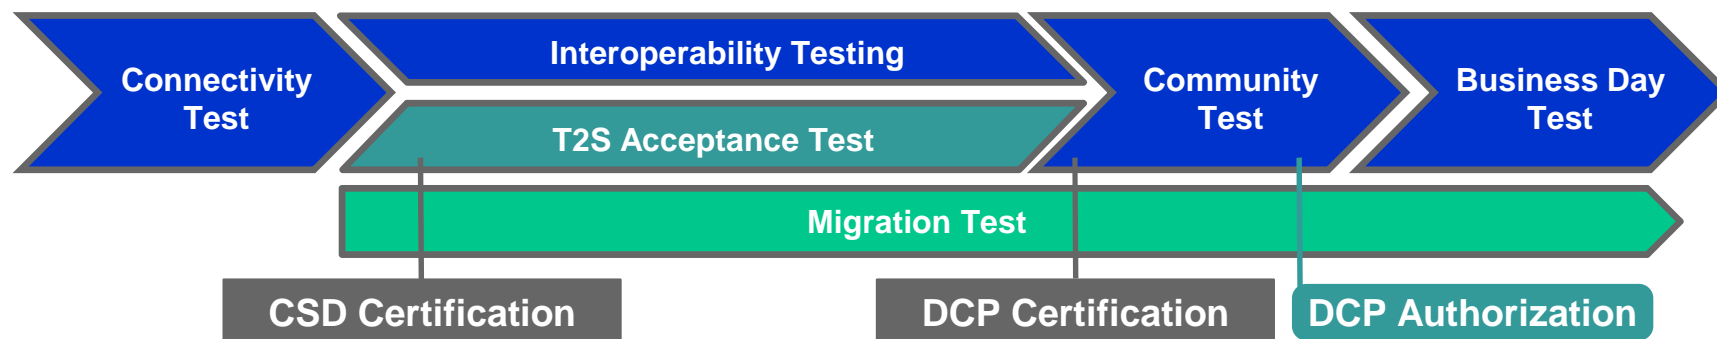 Connectivity
Test
Interoperability Testing
T2S Acceptance Test
Community
Test
Business Day
Test
Migration Test
CSD Certification
DCP Certification
DCP Authorization